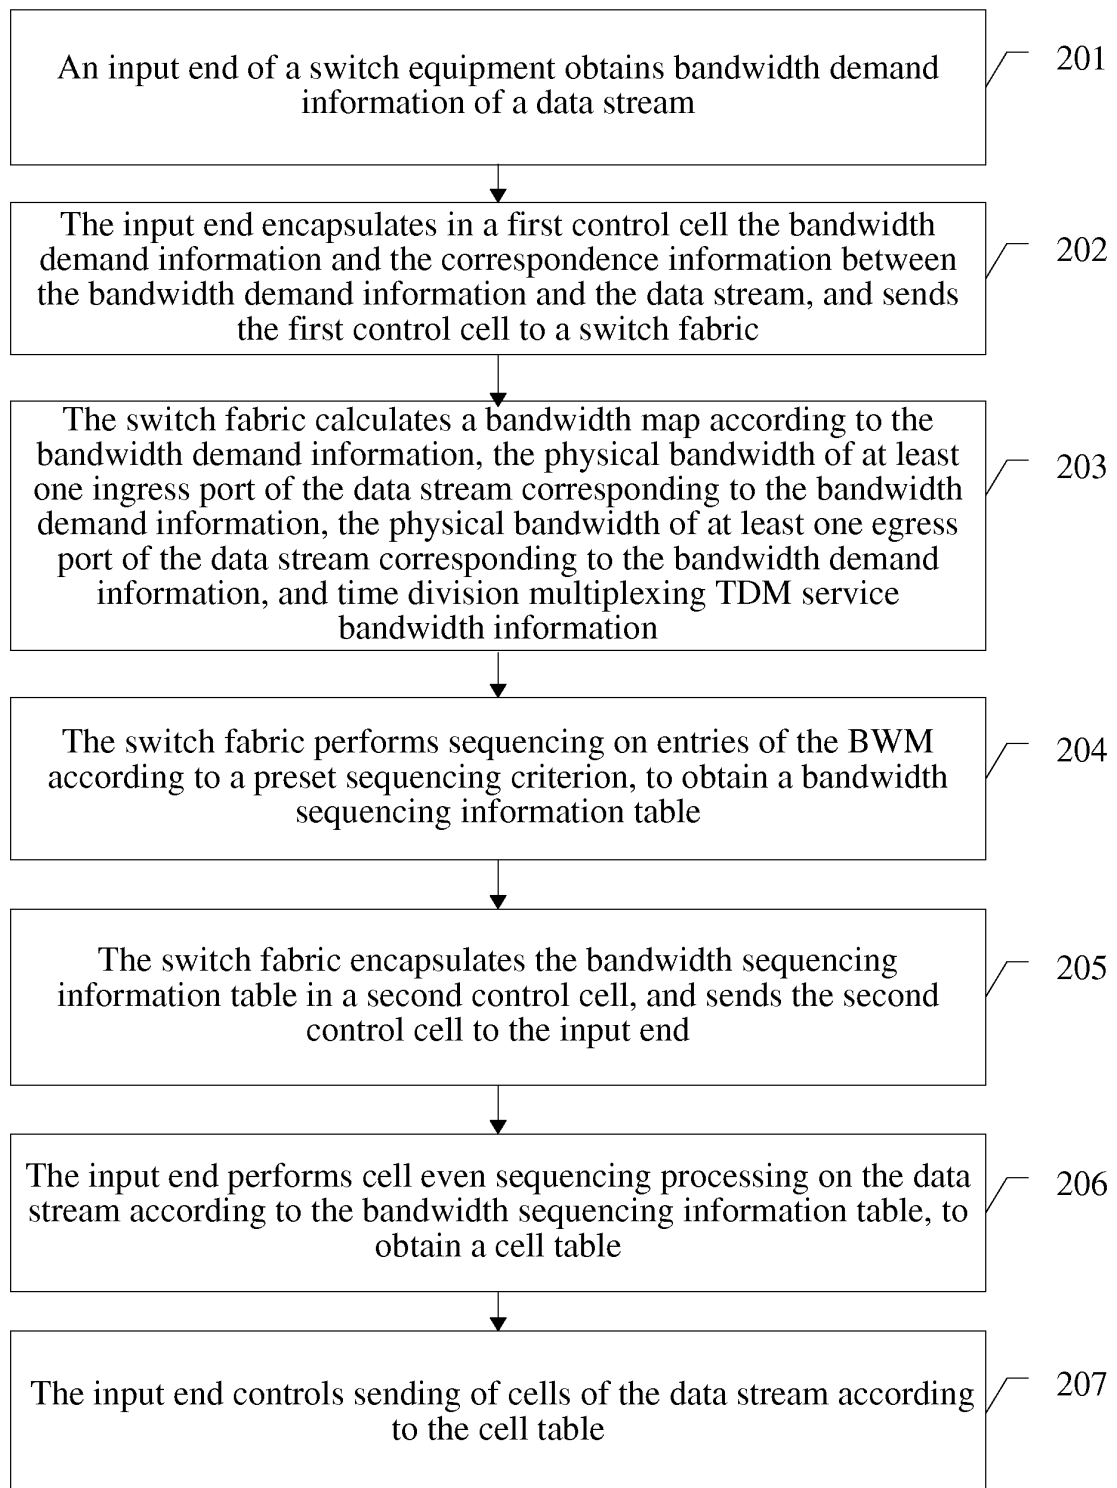 An input end of a switch equipment obtains bandwidth demand
information of a data stream
201
The input end encapsulates in a first control cell the bandwidth
demand information and the correspondence information between
the bandwidth demand information and the data stream, and sends
the first control cell to a switch fabric
202
The switch fabric calculates a bandwidth map according to the
bandwidth demand information, the physical bandwidth of at least
one ingress port of the data stream corresponding to the bandwidth
demand information, the physical bandwidth of at least one egress
port of the data stream corresponding to the bandwidth demand
information, and time division multiplexing TDM service
bandwidth information
203
The switch fabric performs sequencing on entries of the BWM
according to a preset sequencing criterion, to obtain a bandwidth
sequencing information table
204
The switch fabric encapsulates the bandwidth sequencing
information table in a second control cell, and sends the second
control cell to the input end
205
The input end performs cell even sequencing processing on the data
stream according to the bandwidth sequencing information table, to
obtain a cell table
206
The input end controls sending of cells of the data stream according
to the cell table
207